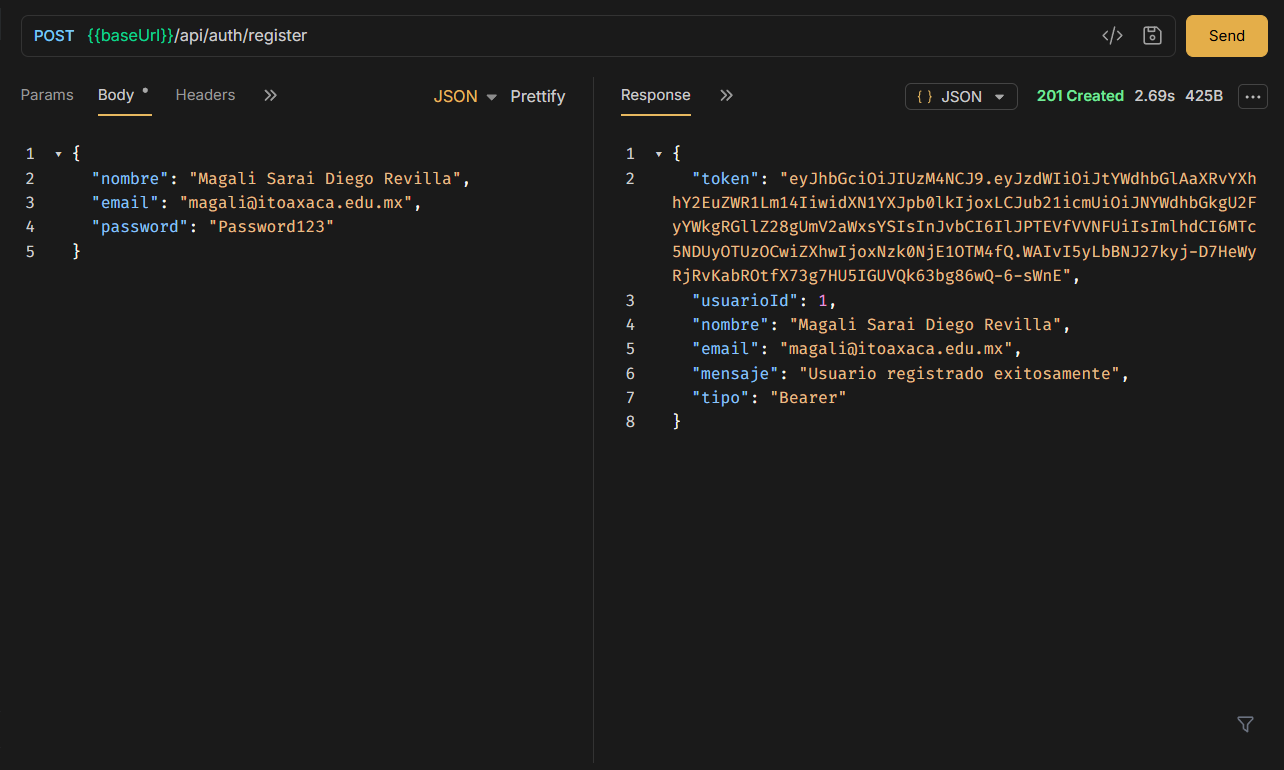 POST {{baseUrl}}/api/auth/register
Send
Params Body Headers JSON Prettify
1 {
2 "nombre": "Magali Sarai Diego Revilla",
3 "email": "magali@itoaxaca.edu.mx",
4 "password": "Password123"
5 }
Response { } JSON 201 Created 2.69s 425B
1 {
2 "token": "eyJhbGciOiJIUzM4NCJ9.eyJzdWIiOiJtYWdhbGlAaXRvYXh
hY2EuZWR1Lm14IiwidXN1YXJpb0lkIjoxLCJub21icmUiOiJNYWdhbGkgU2F
yYWkgRGllZ28gUmV2aWxsYSIsInJvbCI6IlJPTEVfVVNFUiIsImlhdCI6MTc
5NDUyOTUzOCwiZXhwIjoxNzk0NjE1OTM4fQ.WAIvI5yLbBNJ27kyj-D7HeWy
RjRvKabROtfX73g7HU5IGUVQk63bg86wQ-6-sWnE",
3 "usuarioId": 1,
4 "nombre": "Magali Sarai Diego Revilla",
5 "email": "magali@itoaxaca.edu.mx",
6 "mensaje": "Usuario registrado exitosamente",
7 "tipo": "Bearer"
8 }